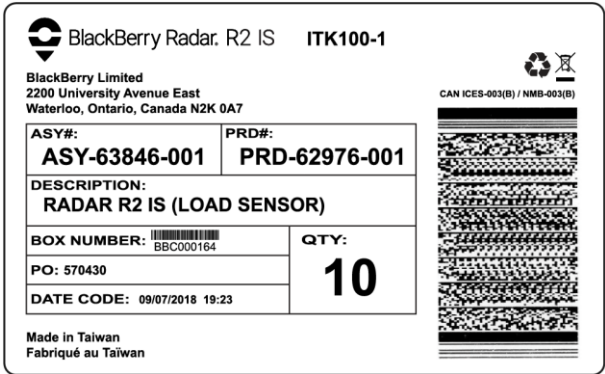 BlackBerry Radar. R2 IS ITK100-1
BlackBerry Limited
2200 University Avenue East
Waterloo, Ontario, Canada N2K 0A7
CAN ICES-003(B) / NMB-003(B)
ASY#:
ASY-63846-001
PRD#:
PRD-62976-001
DESCRIPTION:
RADAR R2 IS (LOAD SENSOR)
BOX NUMBER:
BBC000164
QTY:
10
PO: 570430
DATE CODE: 09/07/2018 19:23
Made in Taiwan
Fabriqué au Taïwan